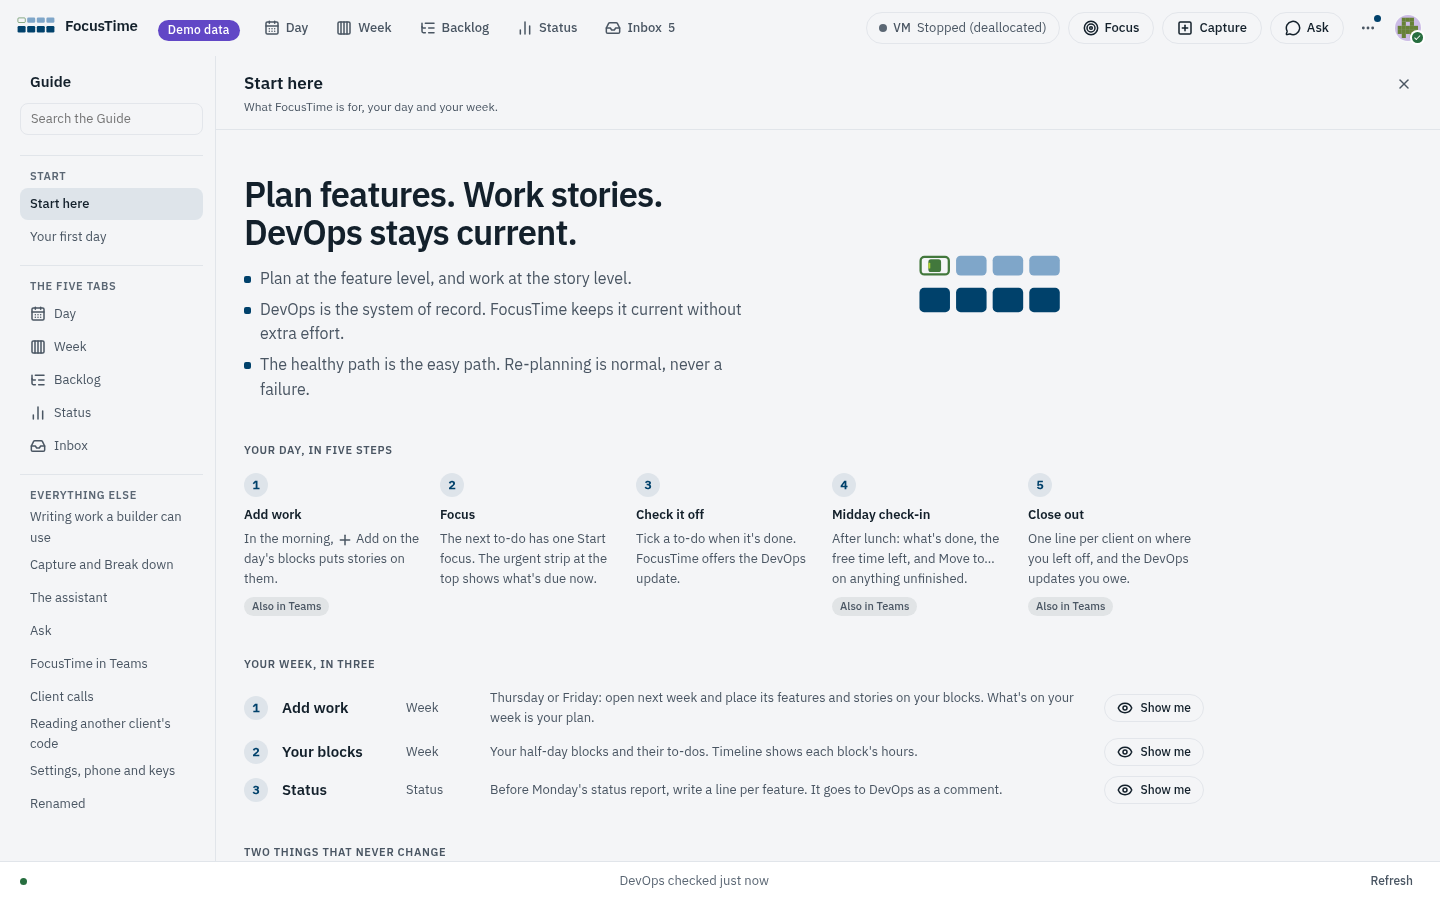 FocusTime
Demo data
Day
Week
Backlog
Status
Inbox 5
VM Stopped (deallocated)
Focus
Capture
Ask
Guide
Search the Guide
START
Start here
Your first day
THE FIVE TABS
Day
Week
Backlog
Status
Inbox
EVERYTHING ELSE
Writing work a builder can
use
Capture and Break down
The assistant
Ask
FocusTime in Teams
Client calls
Reading another client's
code
Settings, phone and keys
Renamed
Start here
What FocusTime is for, your day and your week.
Plan features. Work stories.
DevOps stays current.
Plan at the feature level, and work at the story level.
DevOps is the system of record. FocusTime keeps it current without
extra effort.
The healthy path is the easy path. Re-planning is normal, never a
failure.
YOUR DAY, IN FIVE STEPS
1
Add work
In the morning, + Add on the
day's blocks puts stories on
them.
Also in Teams
2
Focus
The next to-do has one Start
focus. The urgent strip at the
top shows what's due now.
3
Check it off
Tick a to-do when it's done.
FocusTime offers the DevOps
update.
4
Midday check-in
After lunch: what's done, the
free time left, and Move to…
on anything unfinished.
Also in Teams
5
Close out
One line per client on where
you left off, and the DevOps
updates you owe.
Also in Teams
YOUR WEEK, IN THREE
1
Add work
Week
Thursday or Friday: open next week and place its features and stories on your blocks. What's on your
week is your plan.
Show me
2
Your blocks
Week
Your half-day blocks and their to-dos. Timeline shows each block's hours.
Show me
3
Status
Status
Before Monday's status report, write a line per feature. It goes to DevOps as a comment.
Show me
TWO THINGS THAT NEVER CHANGE
DevOps checked just now
Refresh